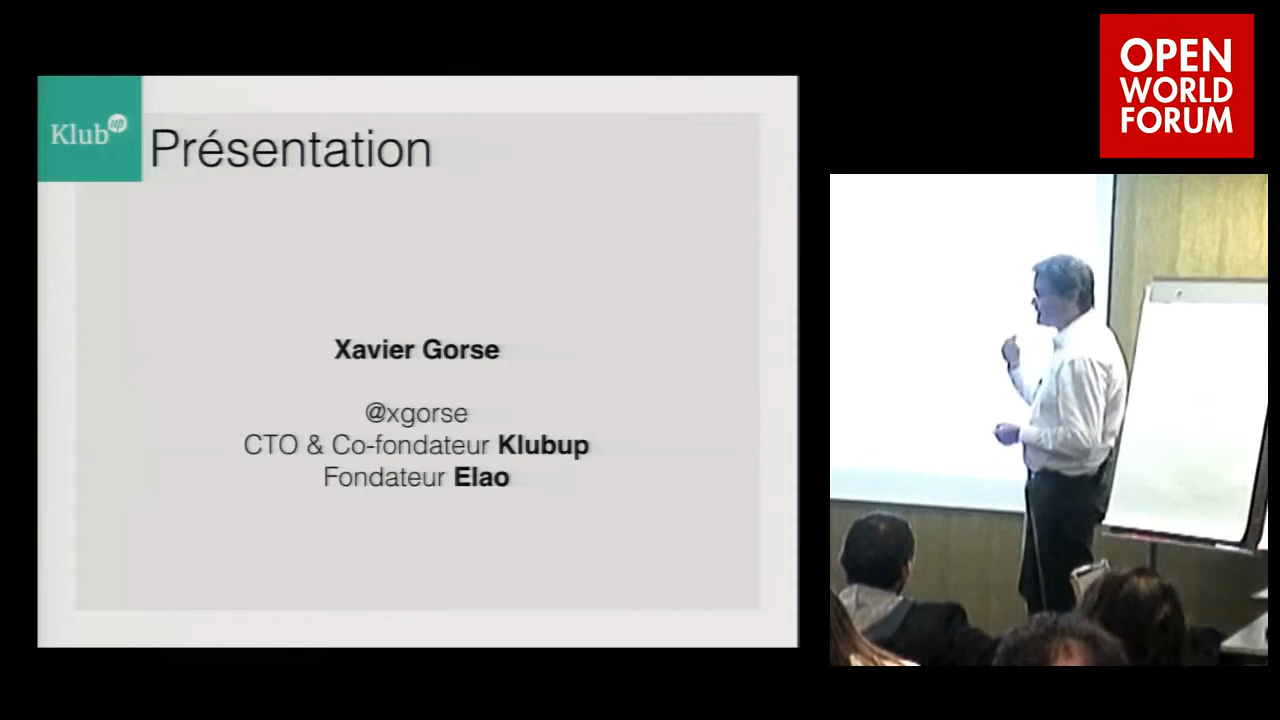 Klub up
Présentation
Xavier Gorse
@xgorse
CTO & Co-fondateur Klubup
Fondateur Elao
OPEN
WORLD
FORUM